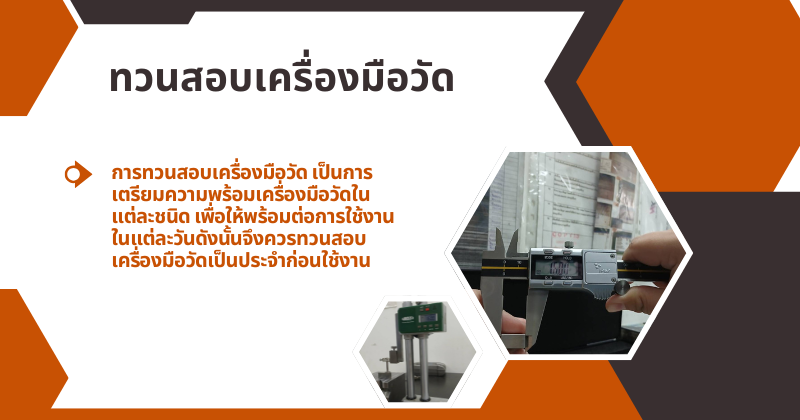 ทวนสอบเครื่องมือวัด
การทวนสอบเครื่องมือวัด เป็นการ
เตรียมความพร้อมเครื่องมือวัดใน
แต่ละชนิด เพื่อให้พร้อมต่อการใช้งาน
ในแต่ละวันดังนั้นจึงควรทวนสอบ
เครื่องมือวัดเป็นประจำก่อนใช้งาน